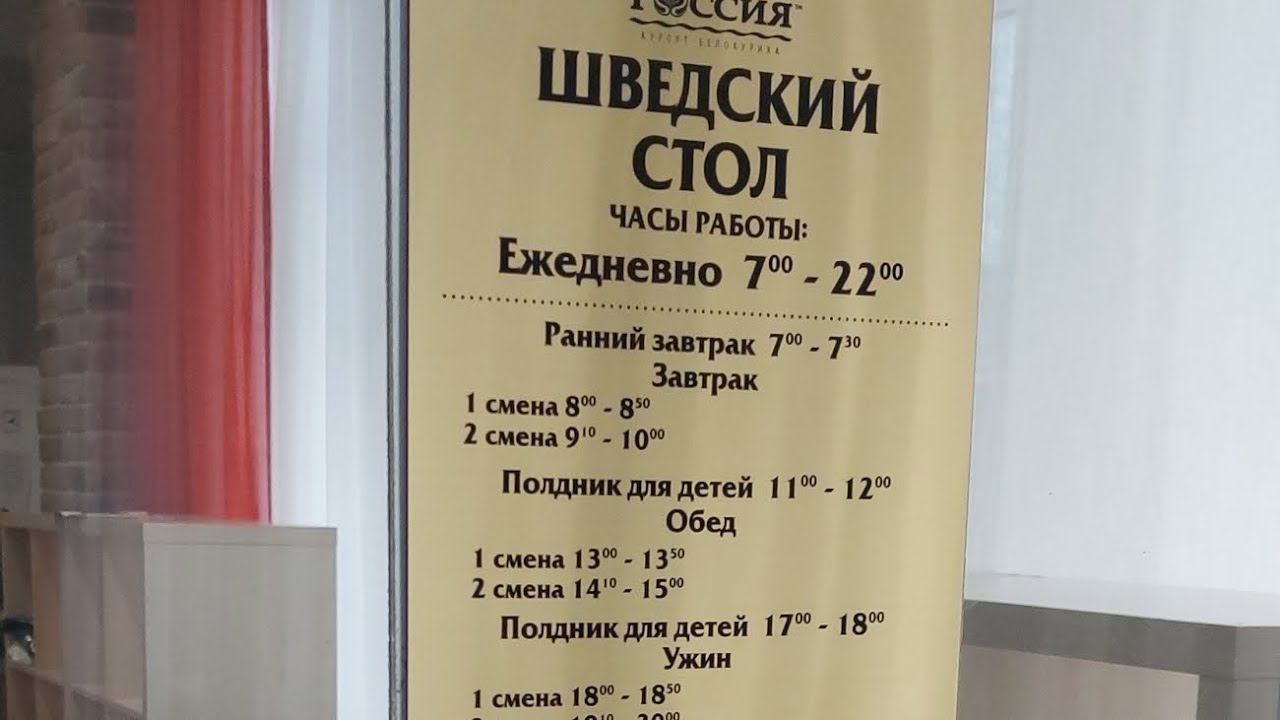 РОССИЯ
КУРОРТ БЕЛОКУРИХА
ШВЕДСКИЙ
СТОЛ
ЧАСЫ РАБОТЫ:
Ежедневно 7⁰⁰ - 22⁰⁰
Ранний завтрак 7⁰⁰ - 7³⁰
Завтрак
1 смена 8⁰⁰ - 8⁵⁰
2 смена 9¹⁰ - 10⁰⁰
Полдник для детей 11⁰⁰ - 12⁰⁰
Обед
1 смена 13⁰⁰ - 13⁵⁰
2 смена 14¹⁰ - 15⁰⁰
Полдник для детей 17⁰⁰ - 18⁰⁰
Ужин
1 смена 18⁰⁰ - 18⁵⁰